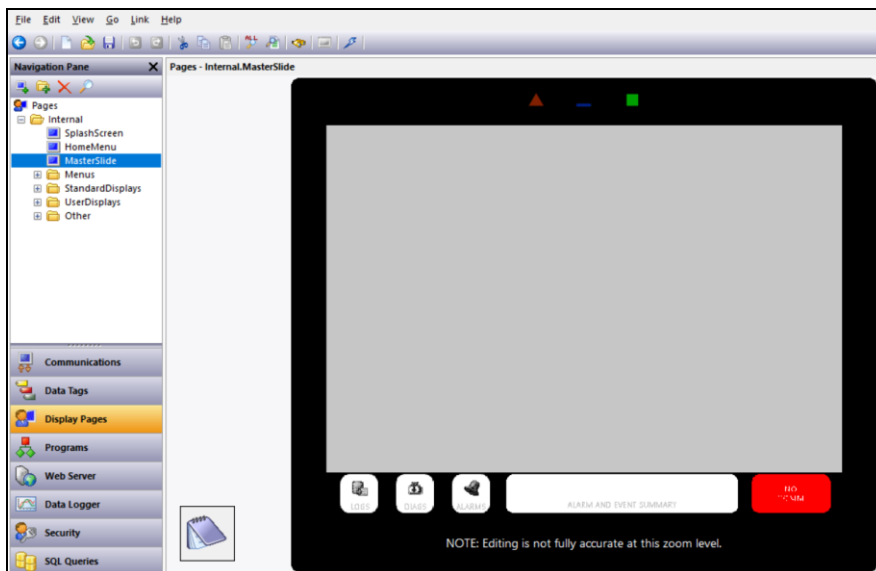 File Edit View Go Link Help
Navigation Pane X
Pages - Internal.MasterSlide
Pages
Internal
SplashScreen
HomeMenu
MasterSlide
Menus
StandardDisplays
UserDisplays
Other
Communications
Data Tags
Display Pages
Programs
Web Server
Data Logger
Security
SQL Queries
LOGS DIAGS ALARMS ALARM AND EVENT SUMMARY
NO
COMM
NOTE: Editing is not fully accurate at this zoom level.